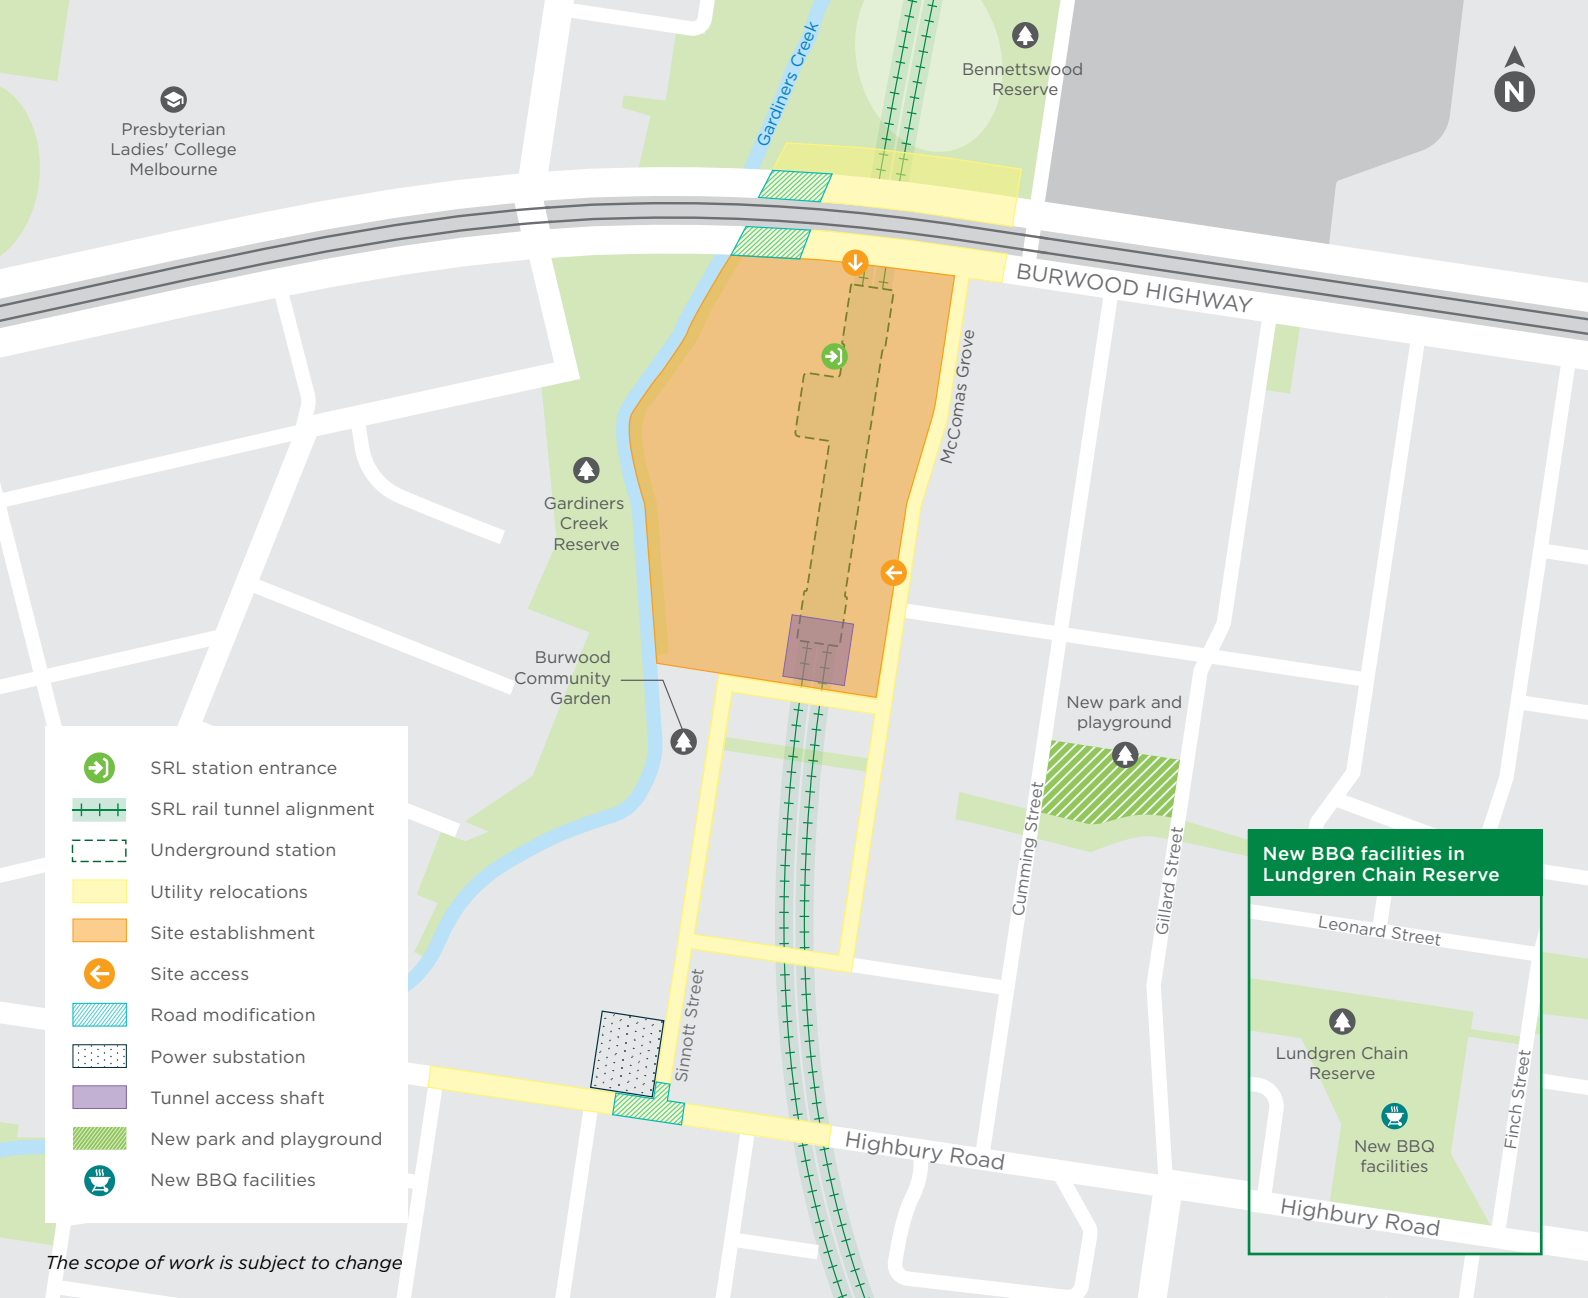 Gardiners Creek
Bennettswood
Reserve
N
Presbyterian
Ladies' College
Melbourne
BURWOOD HIGHWAY
McComas Grove
Gardiners
Creek
Reserve
Burwood
Community
Garden
New park and
playground
Cumming Street
Gillard Street
Sinnott Street
Highbury Road
SRL station entrance
SRL rail tunnel alignment
Underground station
Utility relocations
Site establishment
Site access
Road modification
Power substation
Tunnel access shaft
New park and playground
New BBQ facilities
The scope of work is subject to change
New BBQ facilities in
Lundgren Chain Reserve
Leonard Street
Lundgren Chain
Reserve
Finch Street
New BBQ
facilities
Highbury Road